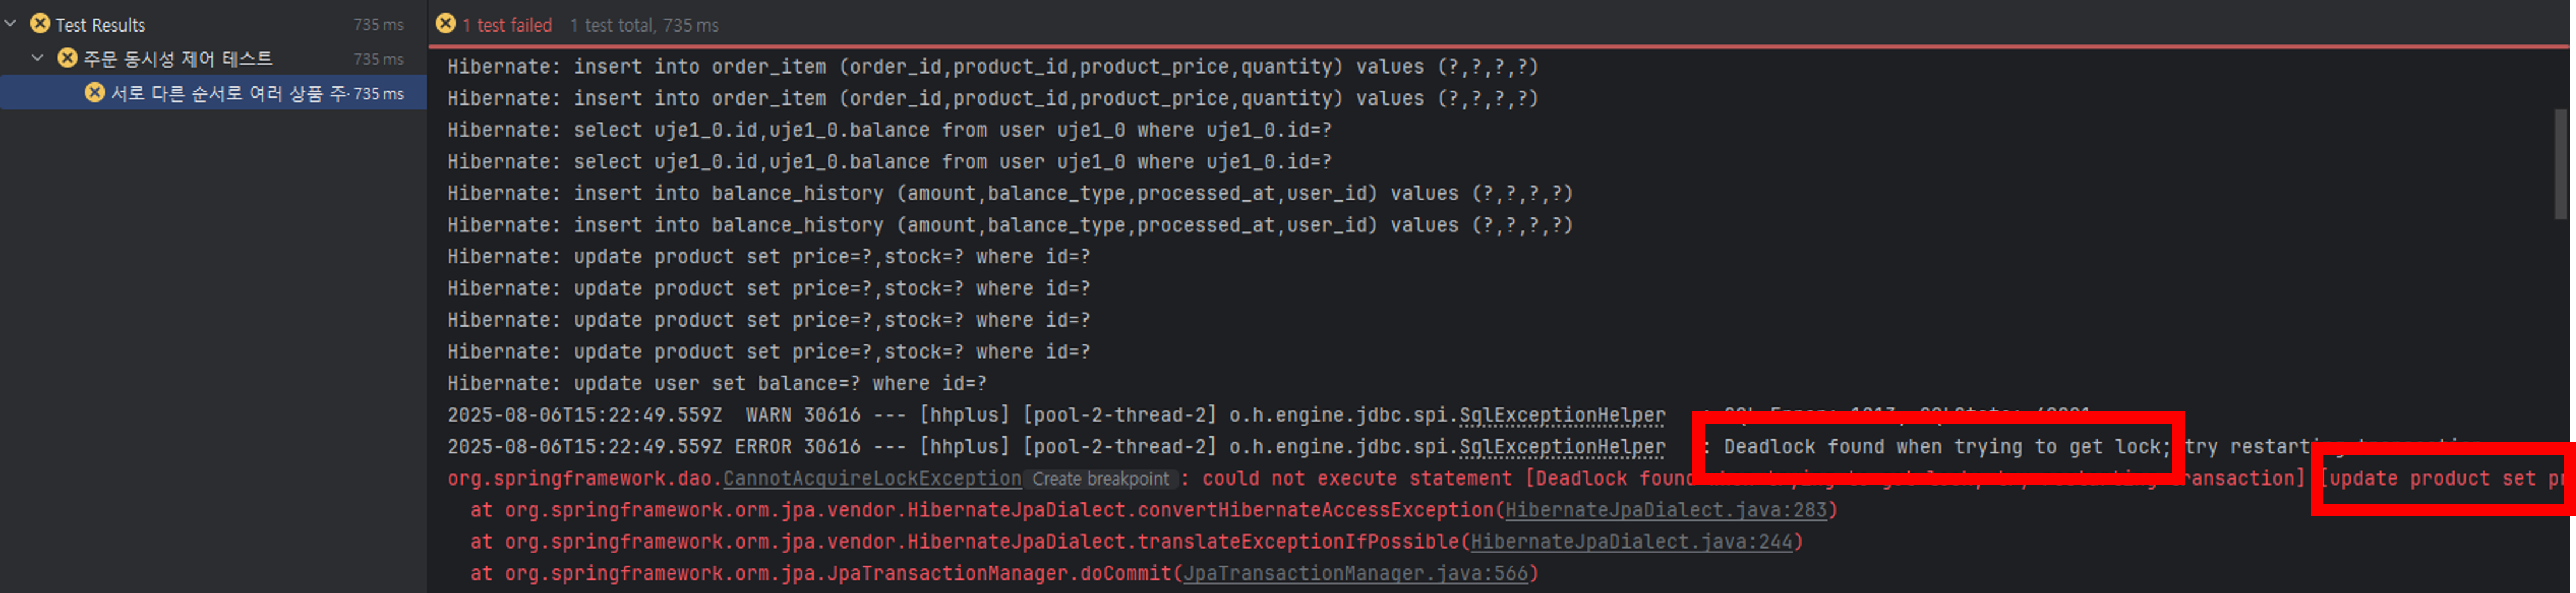 Test Results 735 ms
주문 동시성 제어 테스트 735 ms
서로 다른 순서로 여러 상품 주· 735 ms
1 test failed 1 test total, 735 ms
Hibernate: insert into order_item (order_id,product_id,product_price,quantity) values (?,?,?,?)
Hibernate: insert into order_item (order_id,product_id,product_price,quantity) values (?,?,?,?)
Hibernate: select uje1_0.id,uje1_0.balance from user uje1_0 where uje1_0.id=?
Hibernate: select uje1_0.id,uje1_0.balance from user uje1_0 where uje1_0.id=?
Hibernate: insert into balance_history (amount,balance_type,processed_at,user_id) values (?,?,?,?)
Hibernate: insert into balance_history (amount,balance_type,processed_at,user_id) values (?,?,?,?)
Hibernate: update product set price=?,stock=? where id=?
Hibernate: update product set price=?,stock=? where id=?
Hibernate: update product set price=?,stock=? where id=?
Hibernate: update product set price=?,stock=? where id=?
Hibernate: update user set balance=? where id=?
2025-08-06T15:22:49.559Z  WARN 30616 --- [hhplus] [pool-2-thread-2] o.h.engine.jdbc.spi.SqlExceptionHelper   :
2025-08-06T15:22:49.559Z ERROR 30616 --- [hhplus] [pool-2-thread-2] o.h.engine.jdbc.spi.SqlExceptionHelper   : Deadlock found when trying to get lock; try restarting transaction
org.springframework.dao.CannotAcquireLockException Create breakpoint : could not execute statement [Deadlock found transaction] [update product set pr
at org.springframework.orm.jpa.vendor.HibernateJpaDialect.convertHibernateAccessException(HibernateJpaDialect.java:283)
at org.springframework.orm.jpa.vendor.HibernateJpaDialect.translateExceptionIfPossible(HibernateJpaDialect.java:244)
at org.springframework.orm.jpa.JpaTransactionManager.doCommit(JpaTransactionManager.java:566)